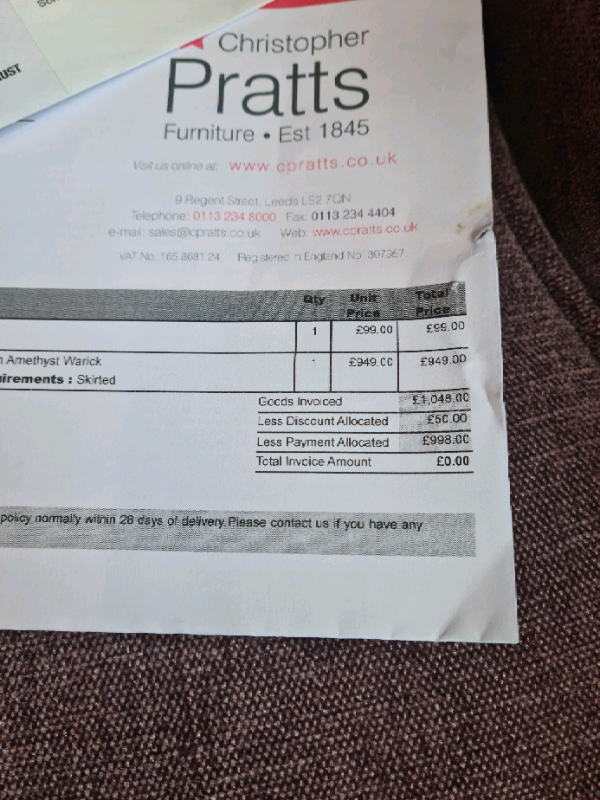 UST
Christopher
Pratts
Furniture • Est 1845
Visit us online at: www.cpratts.co.uk
9 Regent Street, Leeds LS2 7QN
Telephone: 0113 234 8000 Fax: 0113 234 4404
e-mail: sales@cpratts.co.uk Web: www.cpratts.co.uk
VAT No. 165 8681 24 Registered in England No. 307357
Qty Unit Price Total Price
1 £99.00 £99.00
Amethyst Warick £949.00 £949.00
irements : Skirted
Goods Invoiced £1,048.00
Less Discount Allocated £50.00
Less Payment Allocated £998.00
Total Invoice Amount £0.00
policy normally within 28 days of delivery. Please contact us if you have any